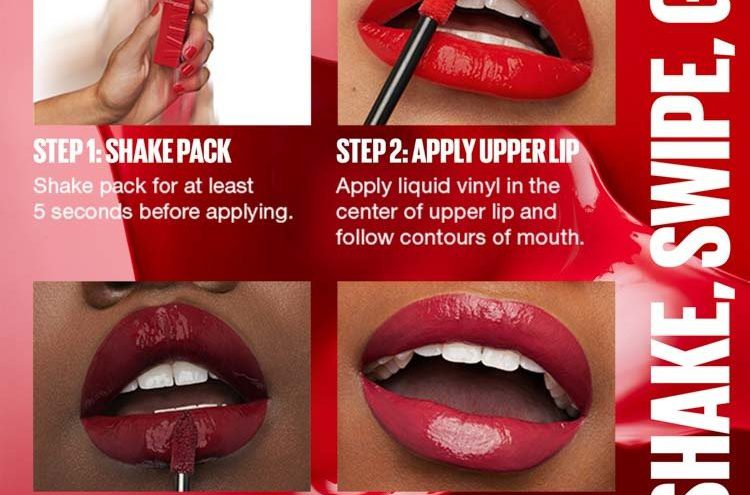 STEP 1: SHAKE PACK
Shake pack for at least
5 seconds before applying.
STEP 2: APPLY UPPER LIP
Apply liquid vinyl in the
center of upper lip and
follow contours of mouth.
SHAKE, SWIPE,